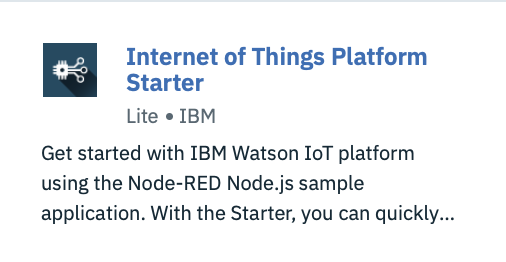 Internet of Things Platform
Starter
Lite • IBM
Get started with IBM Watson IoT platform
using the Node-RED Node.js sample
application. With the Starter, you can quickly...